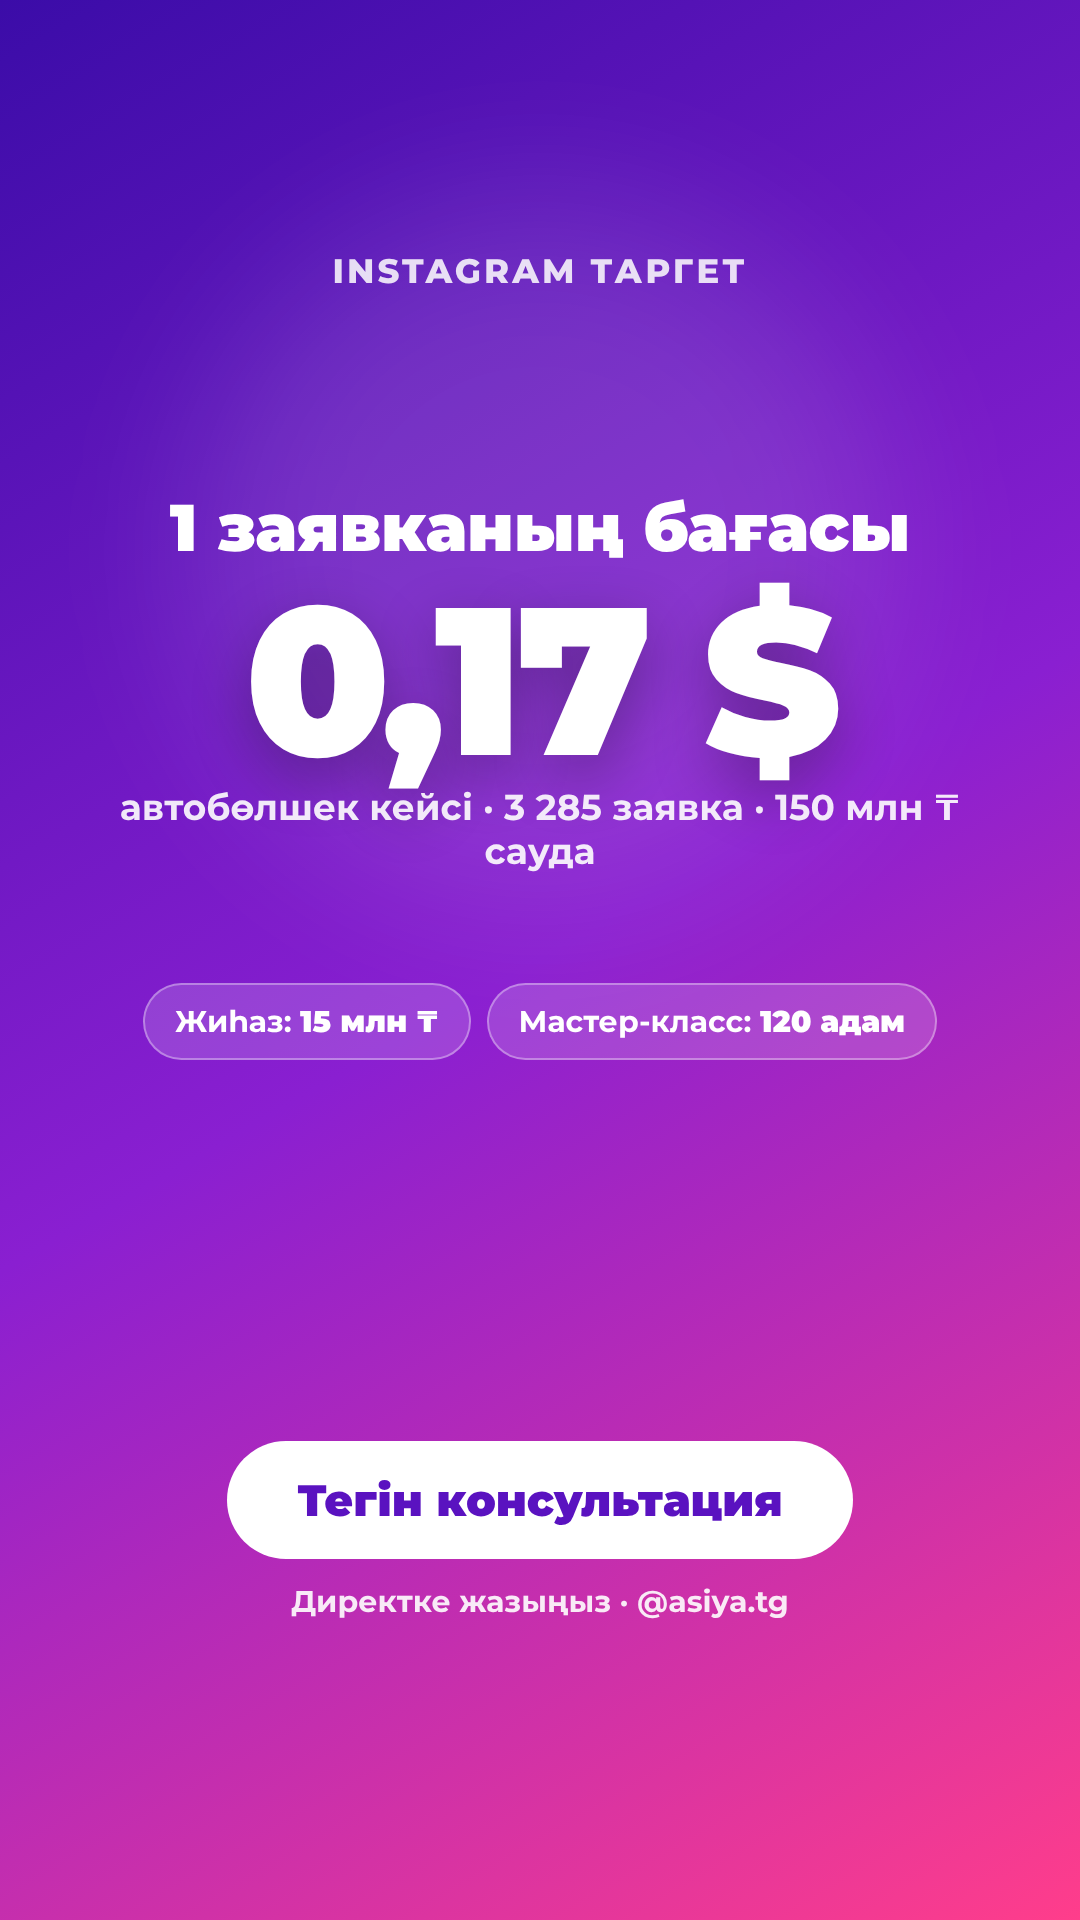 INSTAGRAM ТАРГЕТ
1 заявканың бағасы
0,17 $
автобөлшек кейсі · 3 285 заявка · 150 млн ₸
сауда
Жиһаз: 15 млн ₸
Мастер-класс: 120 адам
Тегін консультация
Директке жазыңыз · @asiya.tg